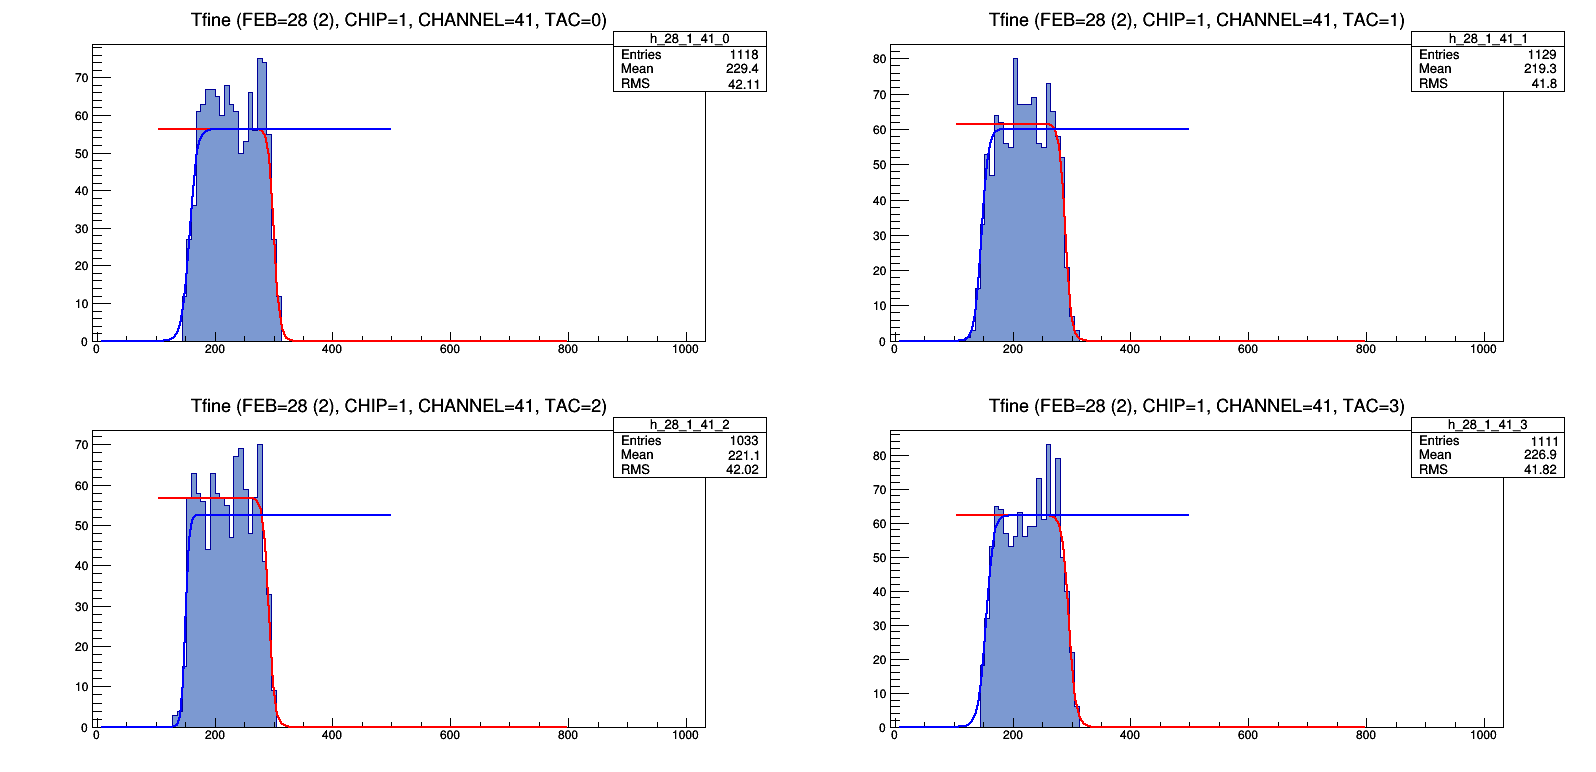 Tfine (FEB=28 (2), CHIP=1, CHANNEL=41, TAC=0)
h_28_1_41_0
Entries 1118
Mean 229.4
RMS 42.11
70
60
50
40
30
20
10
0
0 200 400 600 800 1000
Tfine (FEB=28 (2), CHIP=1, CHANNEL=41, TAC=1)
h_28_1_41_1
Entries 1129
Mean 219.3
RMS 41.8
80
70
60
50
40
30
20
10
0
0 200 400 600 800 1000
Tfine (FEB=28 (2), CHIP=1, CHANNEL=41, TAC=2)
h_28_1_41_2
Entries 1033
Mean 221.1
RMS 42.02
70
60
50
40
30
20
10
0
0 200 400 600 800 1000
Tfine (FEB=28 (2), CHIP=1, CHANNEL=41, TAC=3)
h_28_1_41_3
Entries 1111
Mean 226.9
RMS 41.82
80
70
60
50
40
30
20
10
0
0 200 400 600 800 1000